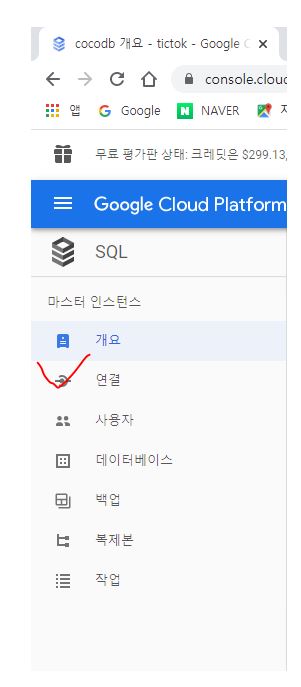 cocodb 개요 - tictok - Google C
console.cloud
앱 Google NAVER
무료 평가판 상태: 크레딧은 $299.13,
Google Cloud Platform
SQL
마스터 인스턴스
개요
연결
사용자
데이터베이스
백업
복제본
작업